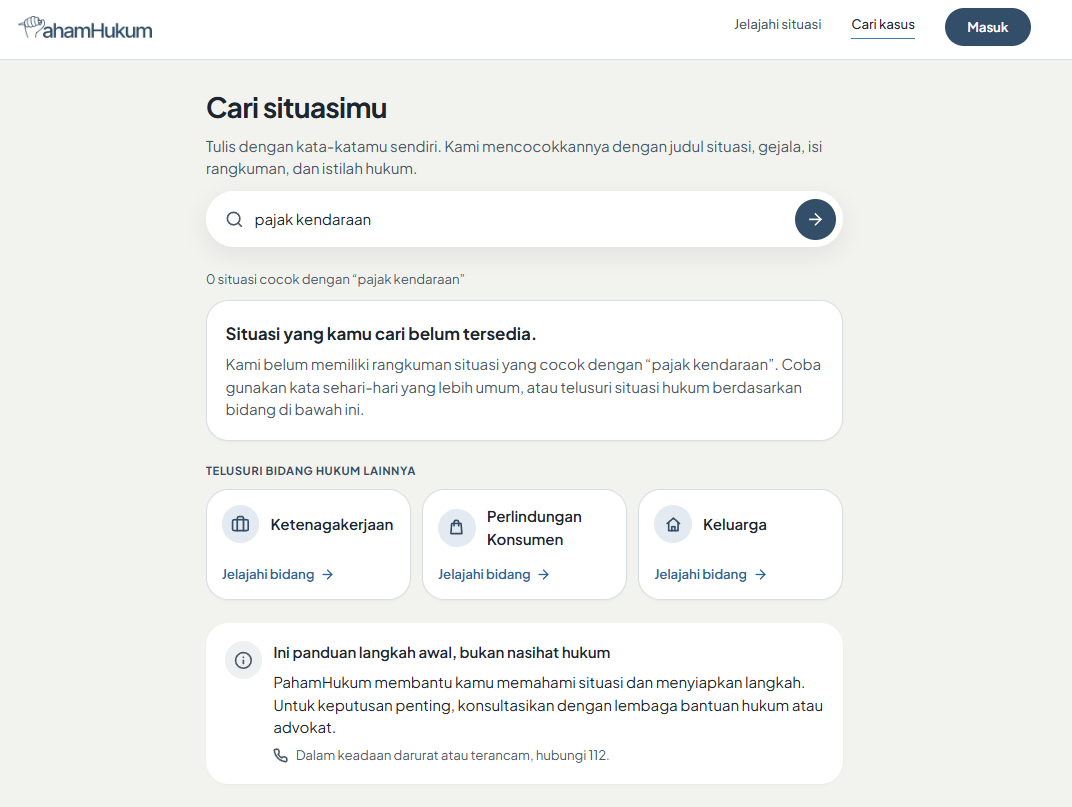 PahamHukum
Jelajahi situasi
Cari kasus
Masuk
Cari situasimu
Tulis dengan kata-katamu sendiri. Kami mencocokkannya dengan judul situasi, gejala, isi
rangkuman, dan istilah hukum.
pajak kendaraan
0 situasi cocok dengan “pajak kendaraan”
Situasi yang kamu cari belum tersedia.
Kami belum memiliki rangkuman situasi yang cocok dengan “pajak kendaraan”. Coba
gunakan kata sehari-hari yang lebih umum, atau telusuri situasi hukum berdasarkan
bidang di bawah ini.
TELUSURI BIDANG HUKUM LAINNYA
Ketenagakerjaan
Jelajahi bidang
Perlindungan
Konsumen
Jelajahi bidang
Keluarga
Jelajahi bidang
Ini panduan langkah awal, bukan nasihat hukum
PahamHukum membantu kamu memahami situasi dan menyiapkan langkah.
Untuk keputusan penting, konsultasikan dengan lembaga bantuan hukum atau
advokat.
Dalam keadaan darurat atau terancam, hubungi 112.